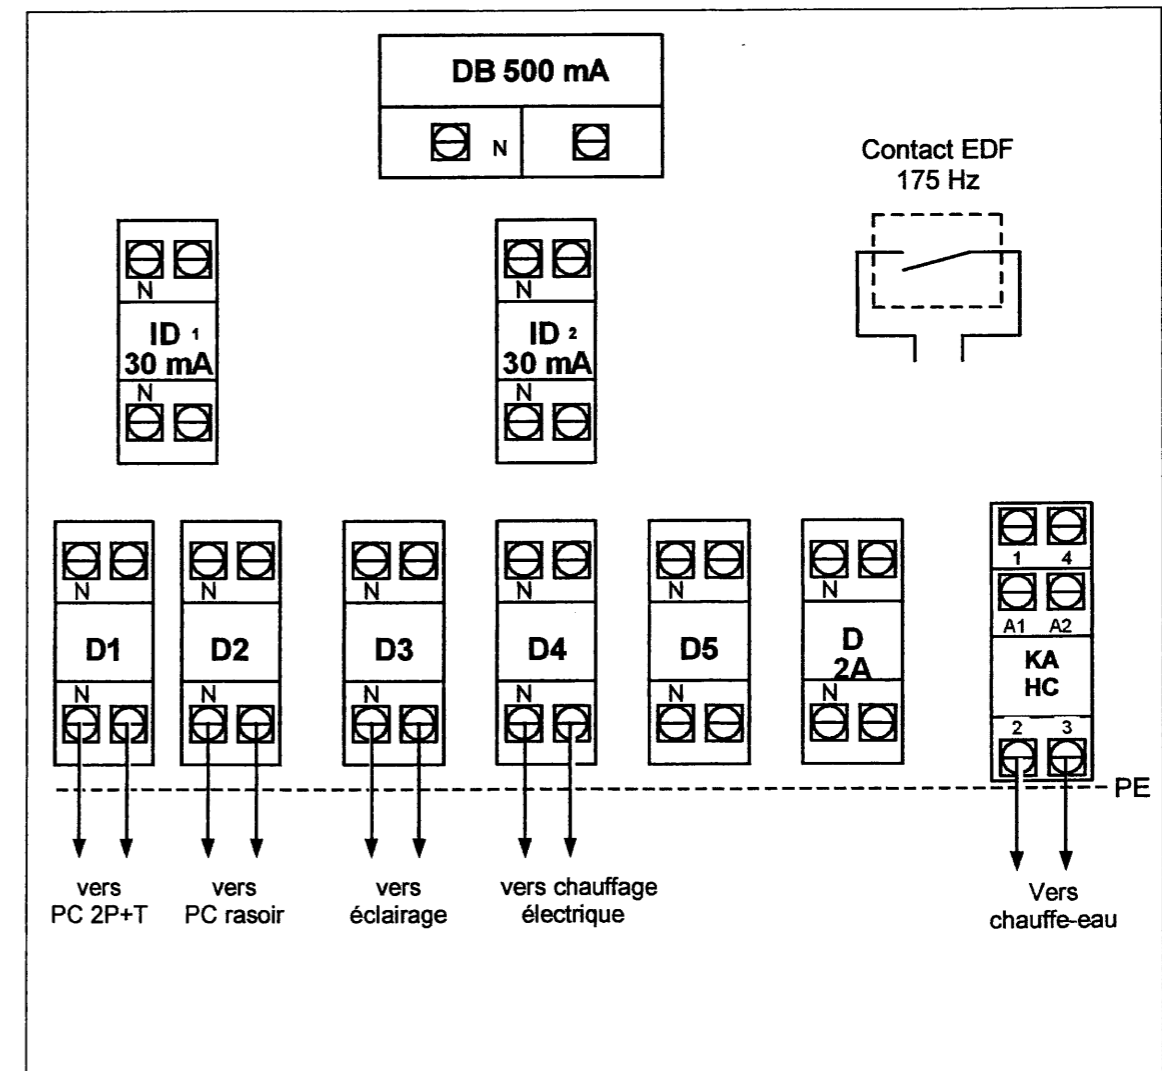 DB 500 mA
N
Contact EDF
175 Hz
N
N
ID 1
30 mA
ID 2
30 mA
N
N
1 4
N
N
N
N
N
N
A1 A2
D1
D2
D3
D4
D5
D
2A
KA
HC
N
N
N
N
N
N
2 3
PE
vers
PC 2P+T
vers
PC rasoir
vers
éclairage
vers chauffage
électrique
Vers
chauffe-eau